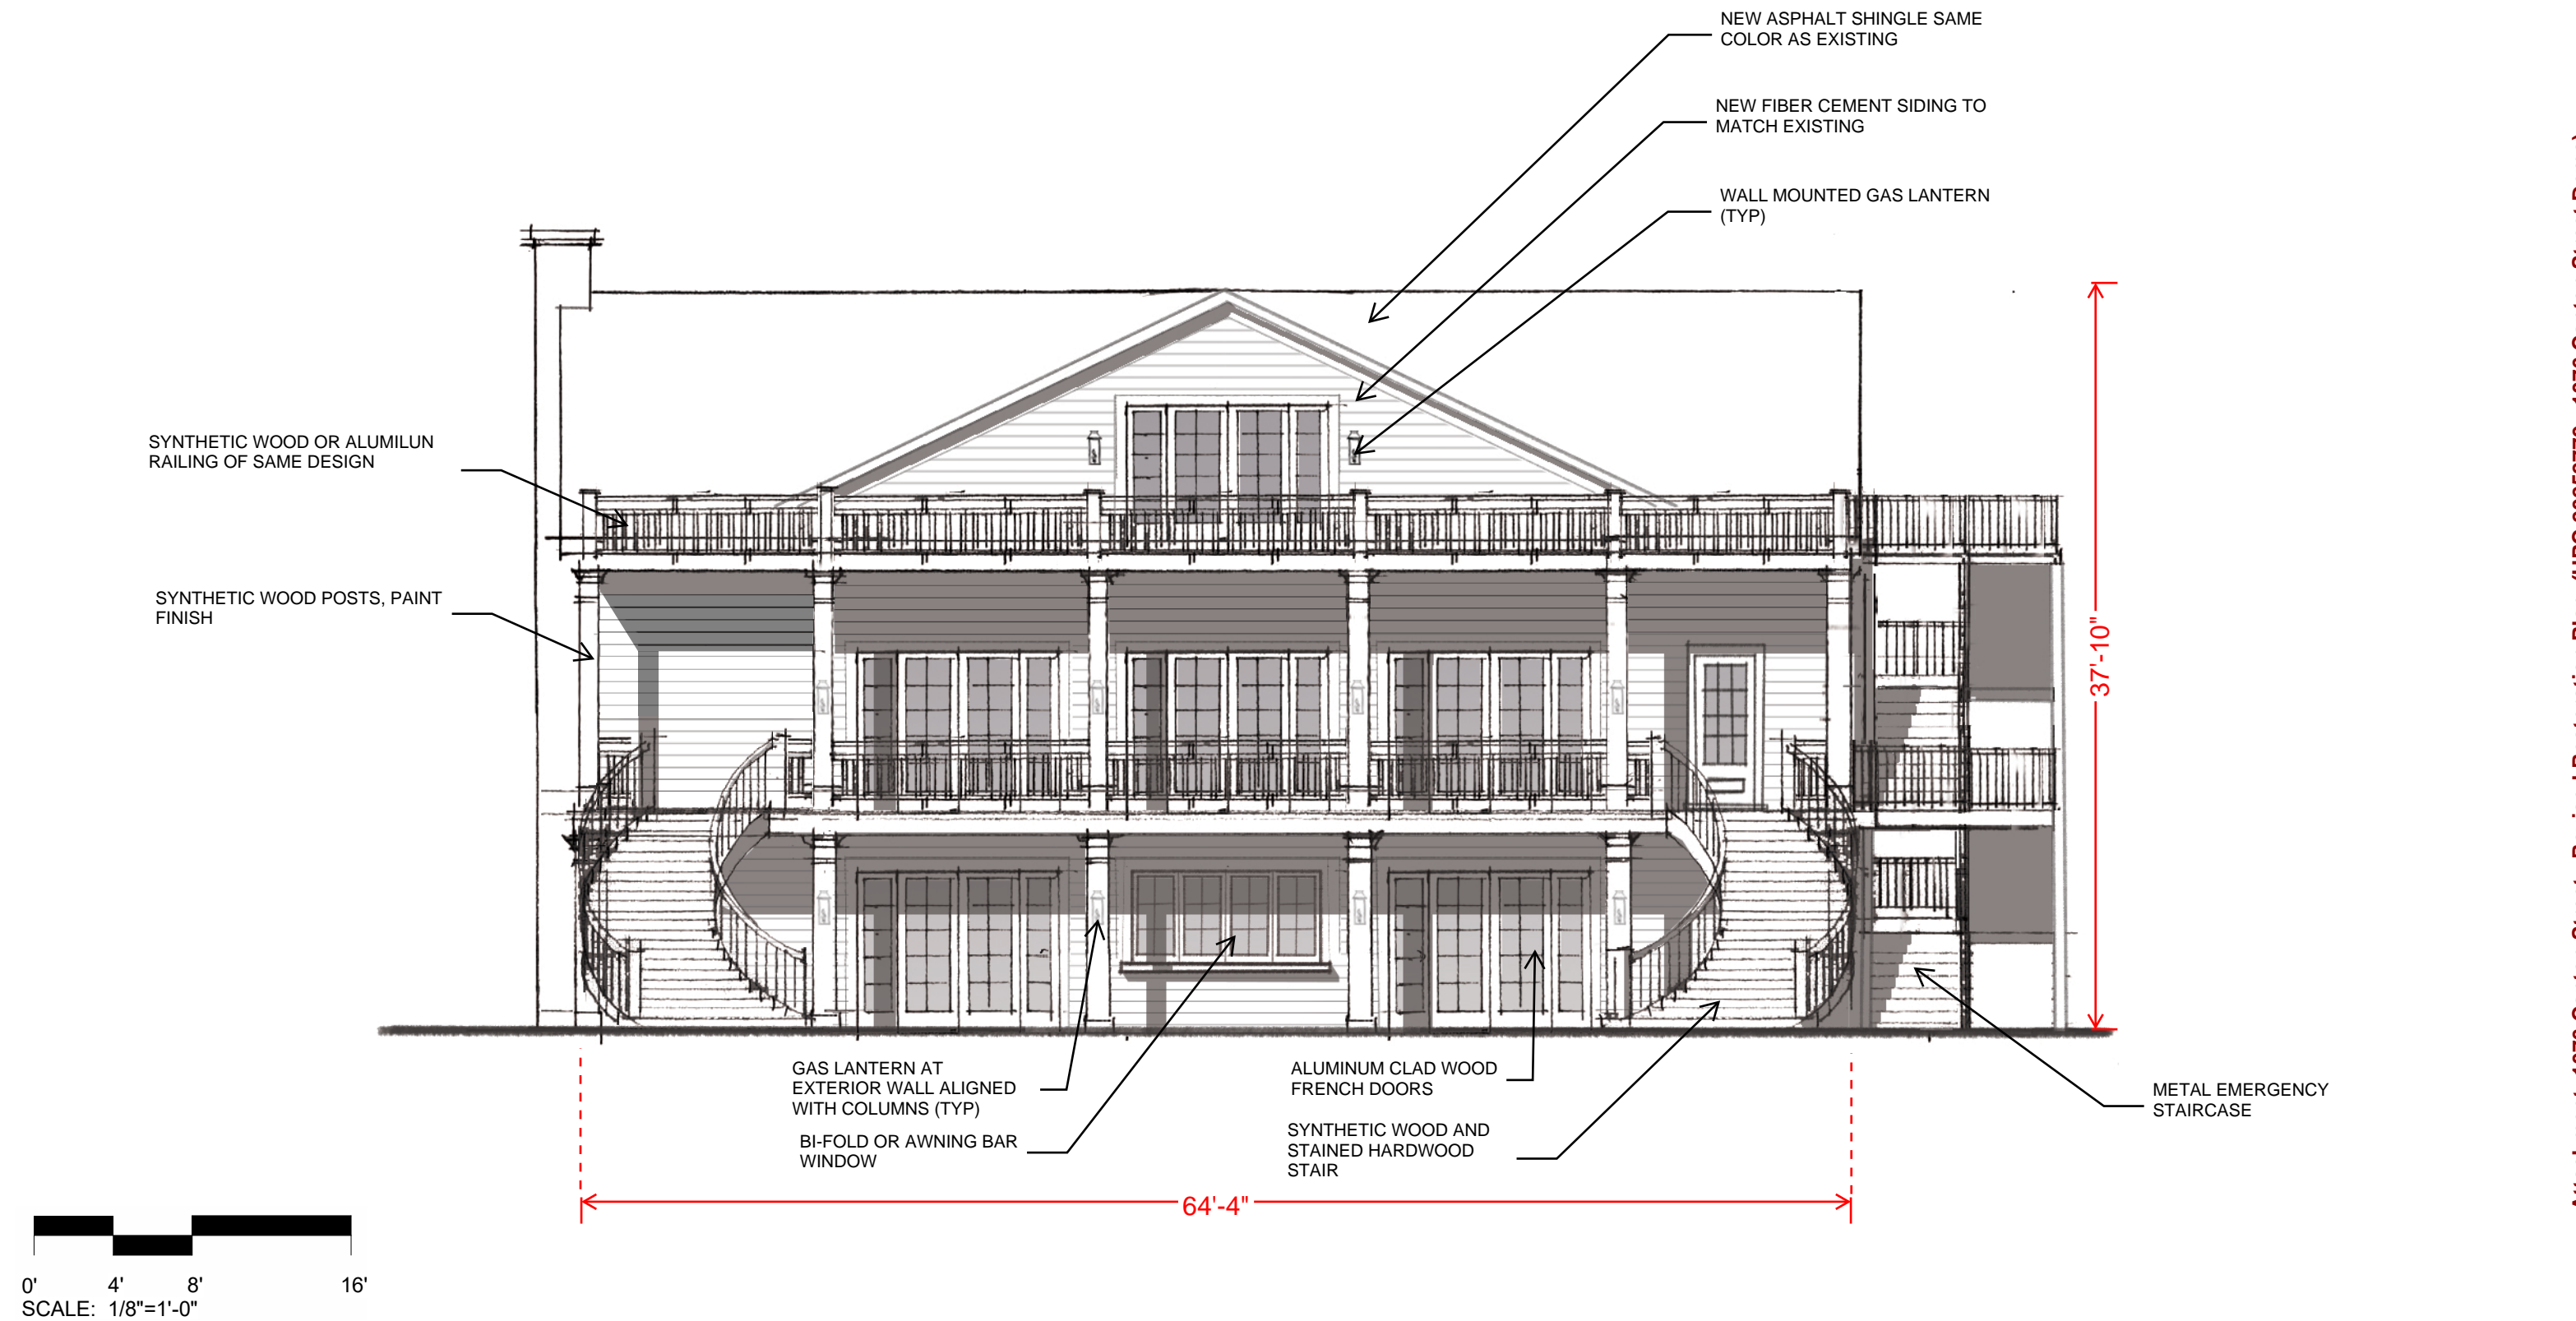 NEW ASPHALT SHINGLE SAME
COLOR AS EXISTING
NEW FIBER CEMENT SIDING TO
MATCH EXISTING
WALL MOUNTED GAS LANTERN
(TYP)
SYNTHETIC WOOD OR ALUMILUN
RAILING OF SAME DESIGN
SYNTHETIC WOOD POSTS, PAINT
FINISH
37'-10"
GAS LANTERN AT
EXTERIOR WALL ALIGNED
WITH COLUMNS (TYP)
BI-FOLD OR AWNING BAR
WINDOW
ALUMINUM CLAD WOOD
FRENCH DOORS
SYNTHETIC WOOD AND
STAINED HARDWOOD
STAIR
METAL EMERGENCY
STAIRCASE
64'-4"
0' 4' 8' 16'
SCALE: 1/8"=1'-0"